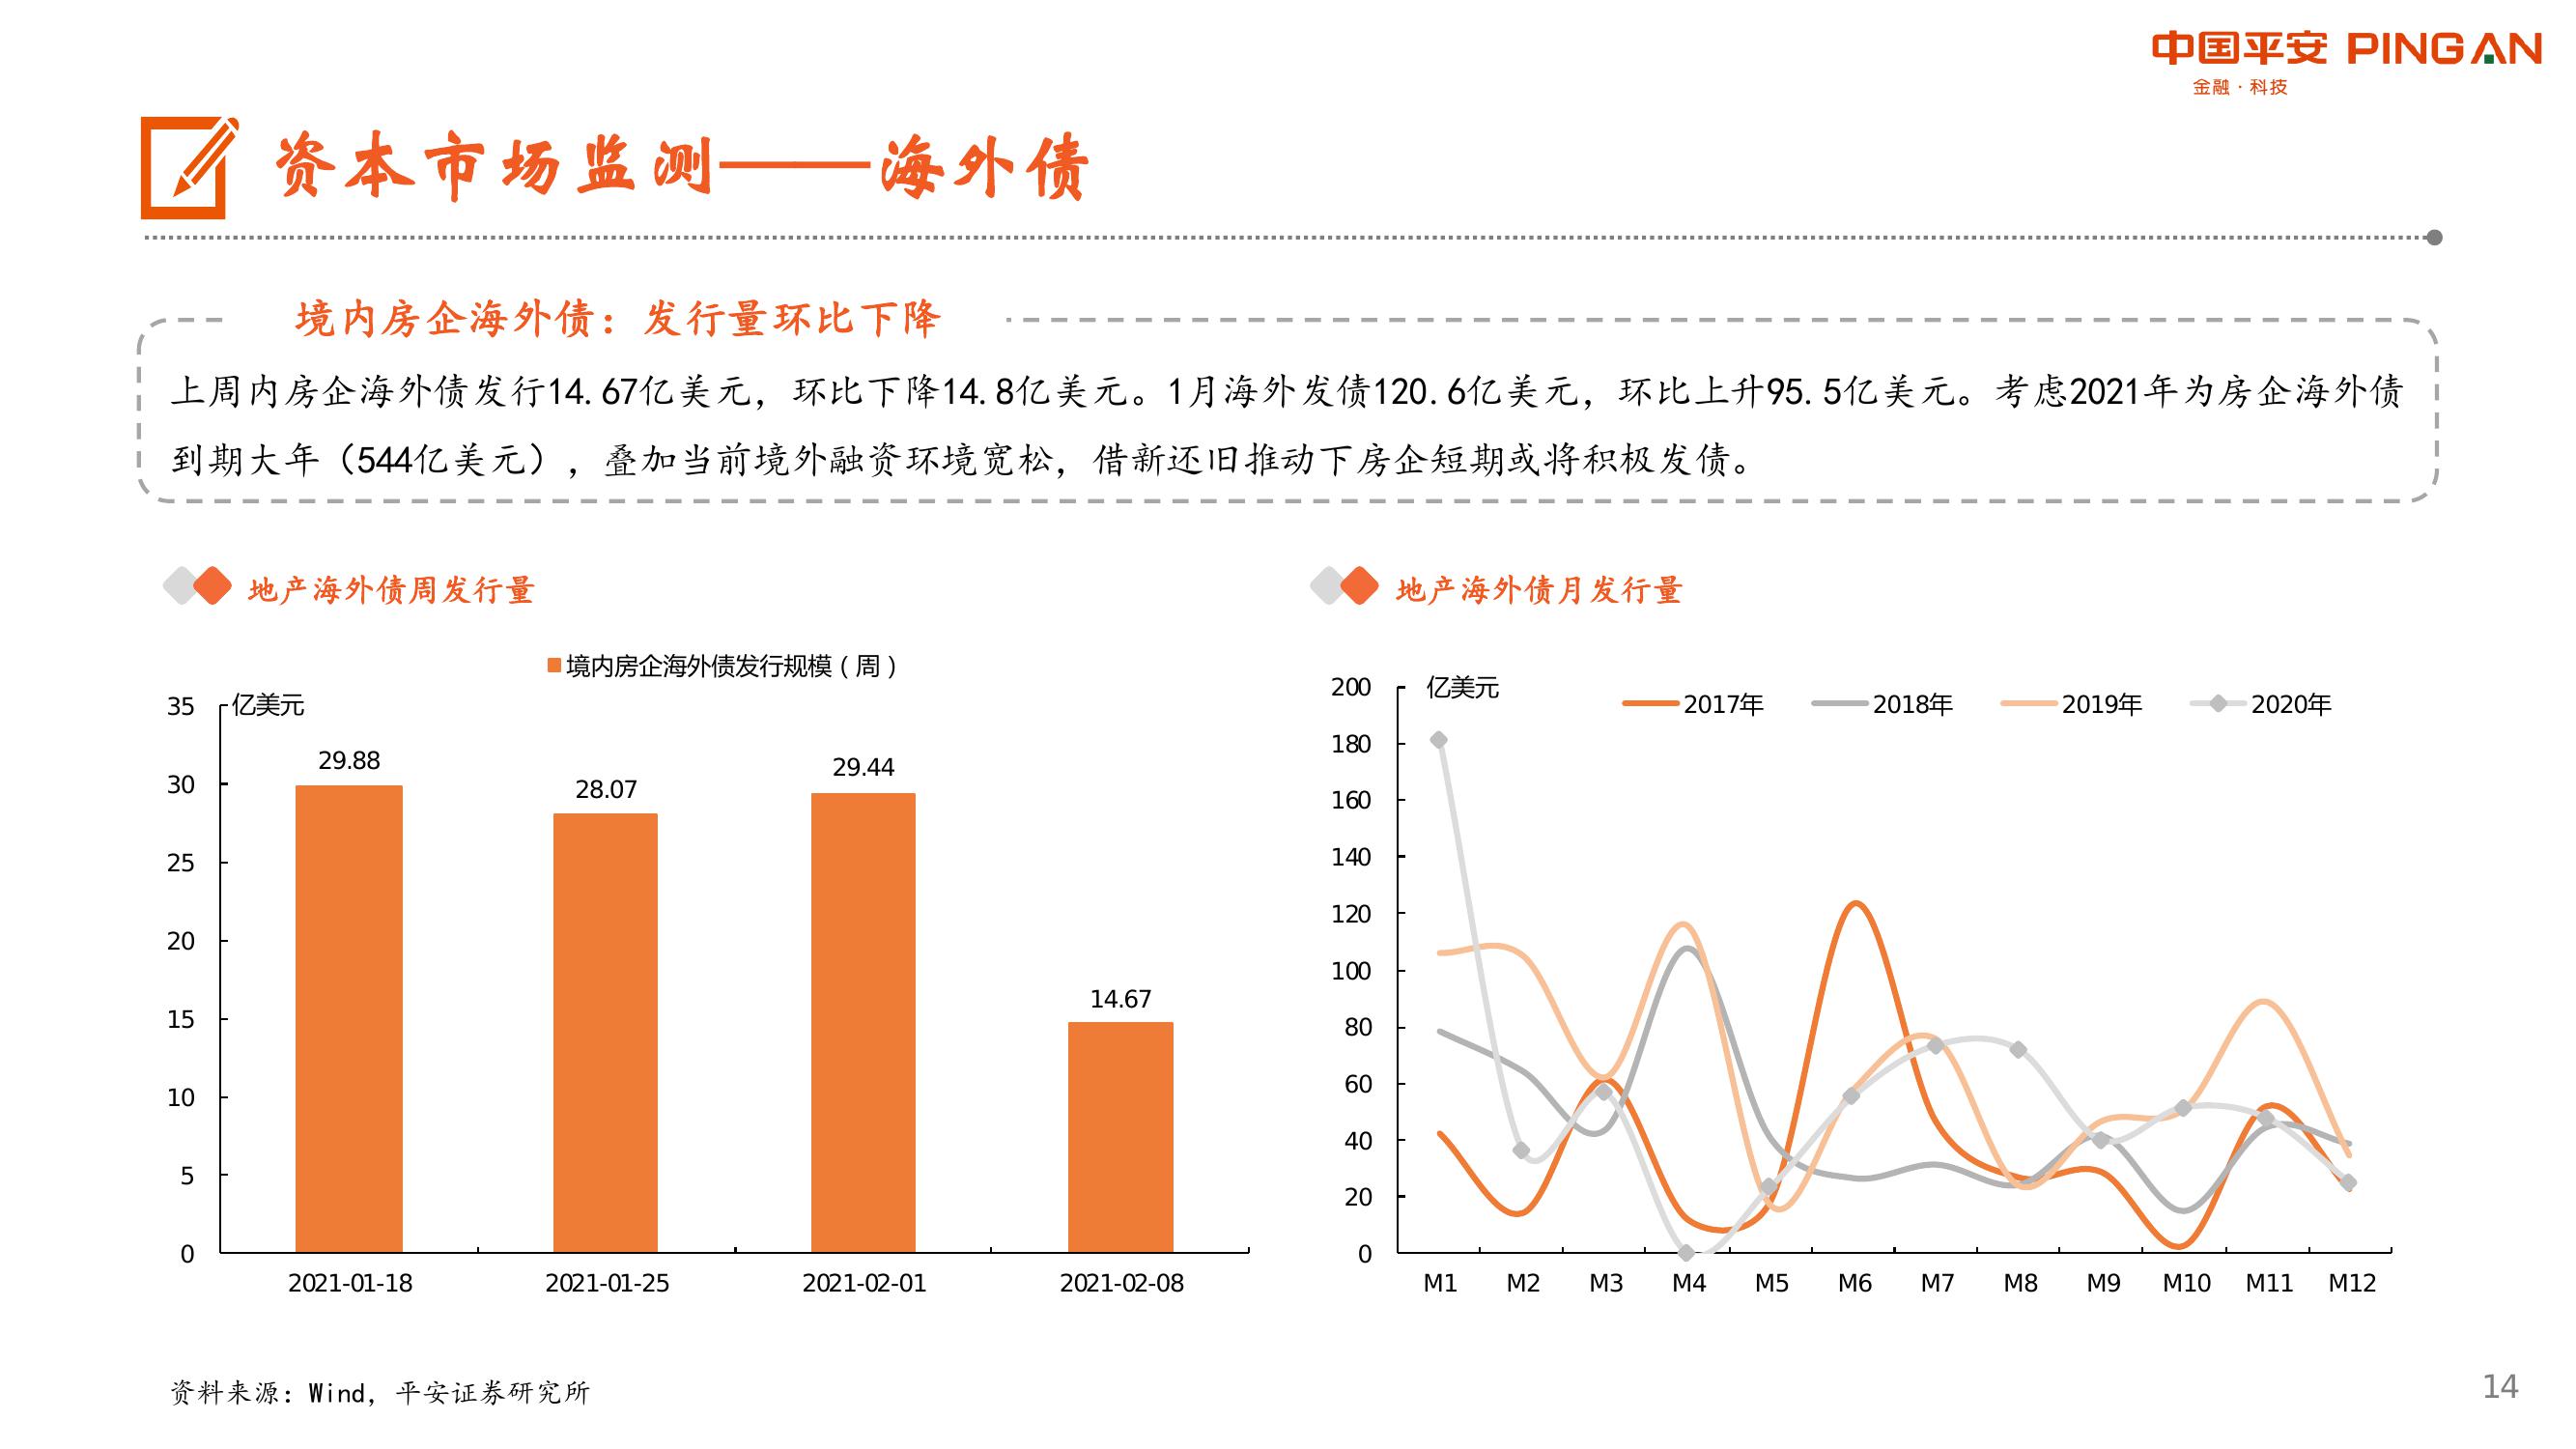 中国平安 PINGAN
金融·科技
资本市场监测——海外债
境内房企海外债：发行量环比下降
上周内房企海外债发行14.67亿美元，环比下降14.8亿美元。1月海外发债120.6亿美元，环比上升95.5亿美元。考虑2021年为房企海外债
到期大年（544亿美元），叠加当前境外融资环境宽松，借新还旧推动下房企短期或将积极发债。
地产海外债周发行量
境内房企海外债发行规模（周）
亿美元
35
30
25
20
15
10
5
0
29.88
28.07
29.44
14.67
2021-01-18 2021-01-25 2021-02-01 2021-02-08
地产海外债月发行量
亿美元
2017年 2018年 2019年 2020年
200
180
160
140
120
100
80
60
40
20
0
M1 M2 M3 M4 M5 M6 M7 M8 M9 M10 M11 M12
资料来源：Wind，平安证券研究所
14